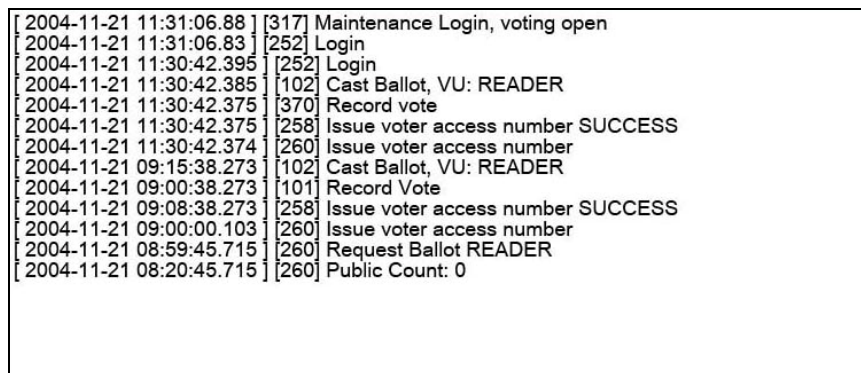 [ 2004-11-21 11:31:06.88 ] [317] Maintenance Login, voting open
[ 2004-11-21 11:31:06.83 ] [252] Login
[ 2004-11-21 11:30:42.395 ] [252] Login
[ 2004-11-21 11:30:42.385 ] [102] Cast Ballot, VU: READER
[ 2004-11-21 11:30:42.375 ] [370] Record vote
[ 2004-11-21 11:30:42.375 ] [258] Issue voter access number SUCCESS
[ 2004-11-21 11:30:42.374 ] [260] Issue voter access number
[ 2004-11-21 09:15:38.273 ] [102] Cast Ballot, VU: READER
[ 2004-11-21 09:00:38.273 ] [101] Record Vote
[ 2004-11-21 09:08:38.273 ] [258] Issue voter access number SUCCESS
[ 2004-11-21 09:00:00.103 ] [260] Issue voter access number
[ 2004-11-21 08:59:45.715 ] [260] Request Ballot READER
[ 2004-11-21 08:20:45.715 ] [260] Public Count: 0